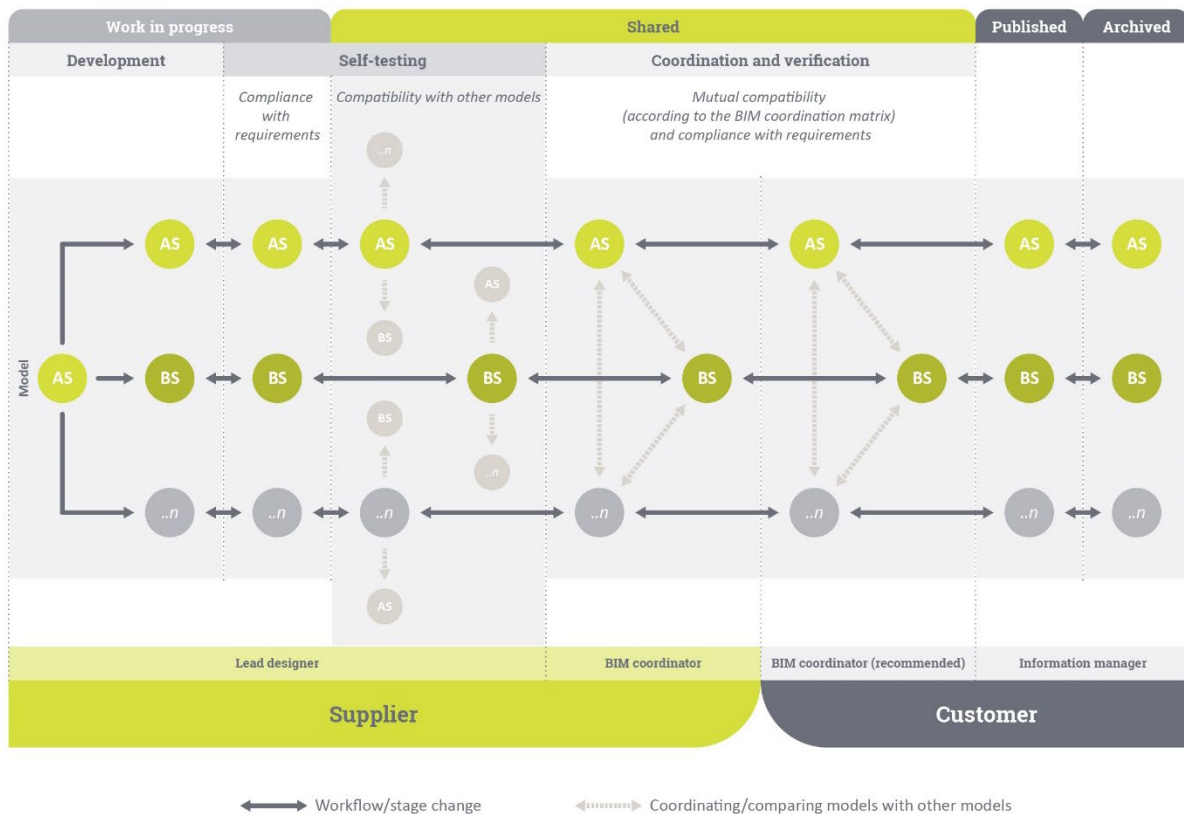 Work in progress
Shared
Published
Archived
Development
Self-testing
Coordination and verification
Compliance
with
requirements
Compatibility with other models
Mutual compatibility
(according to the BIM coordination matrix)
and compliance with requirements
..n
AS
AS
AS
AS
AS
AS
AS
AS
BS
Model
AS
BS
BS
BS
BS
BS
BS
BS
BS
..n
..n
..n
..n
..n
..n
..n
..n
AS
Lead designer
BIM coordinator
BIM coordinator (recommended)
Information manager
Supplier
Customer
Workflow/stage change
Coordinating/comparing models with other models